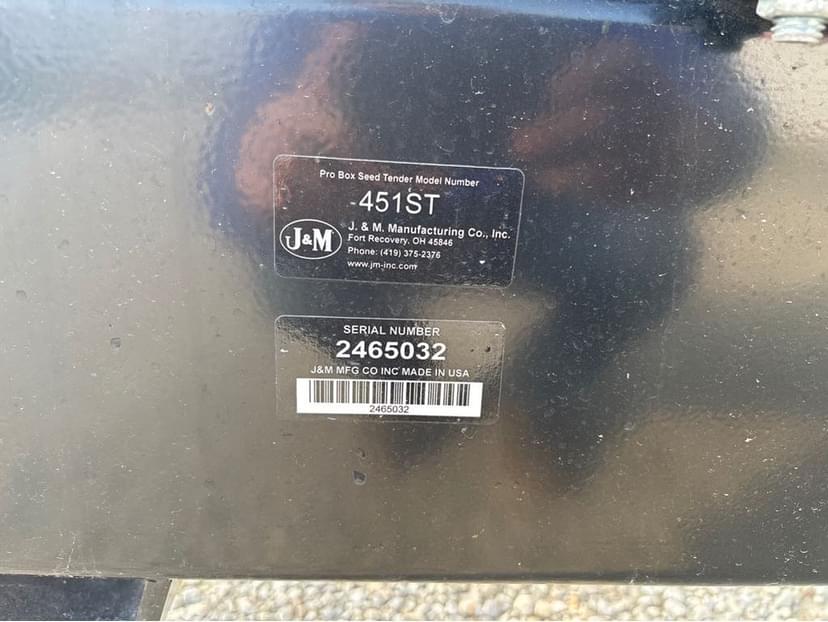 Pro Box Seed Tender Model Number
-451ST
J&M
J. & M. Manufacturing Co., Inc.
Fort Recovery, OH 45846
Phone: (419) 375-2376
www.jm-inc.com
SERIAL NUMBER
2465032
J&M MFG CO INC MADE IN USA
2465032